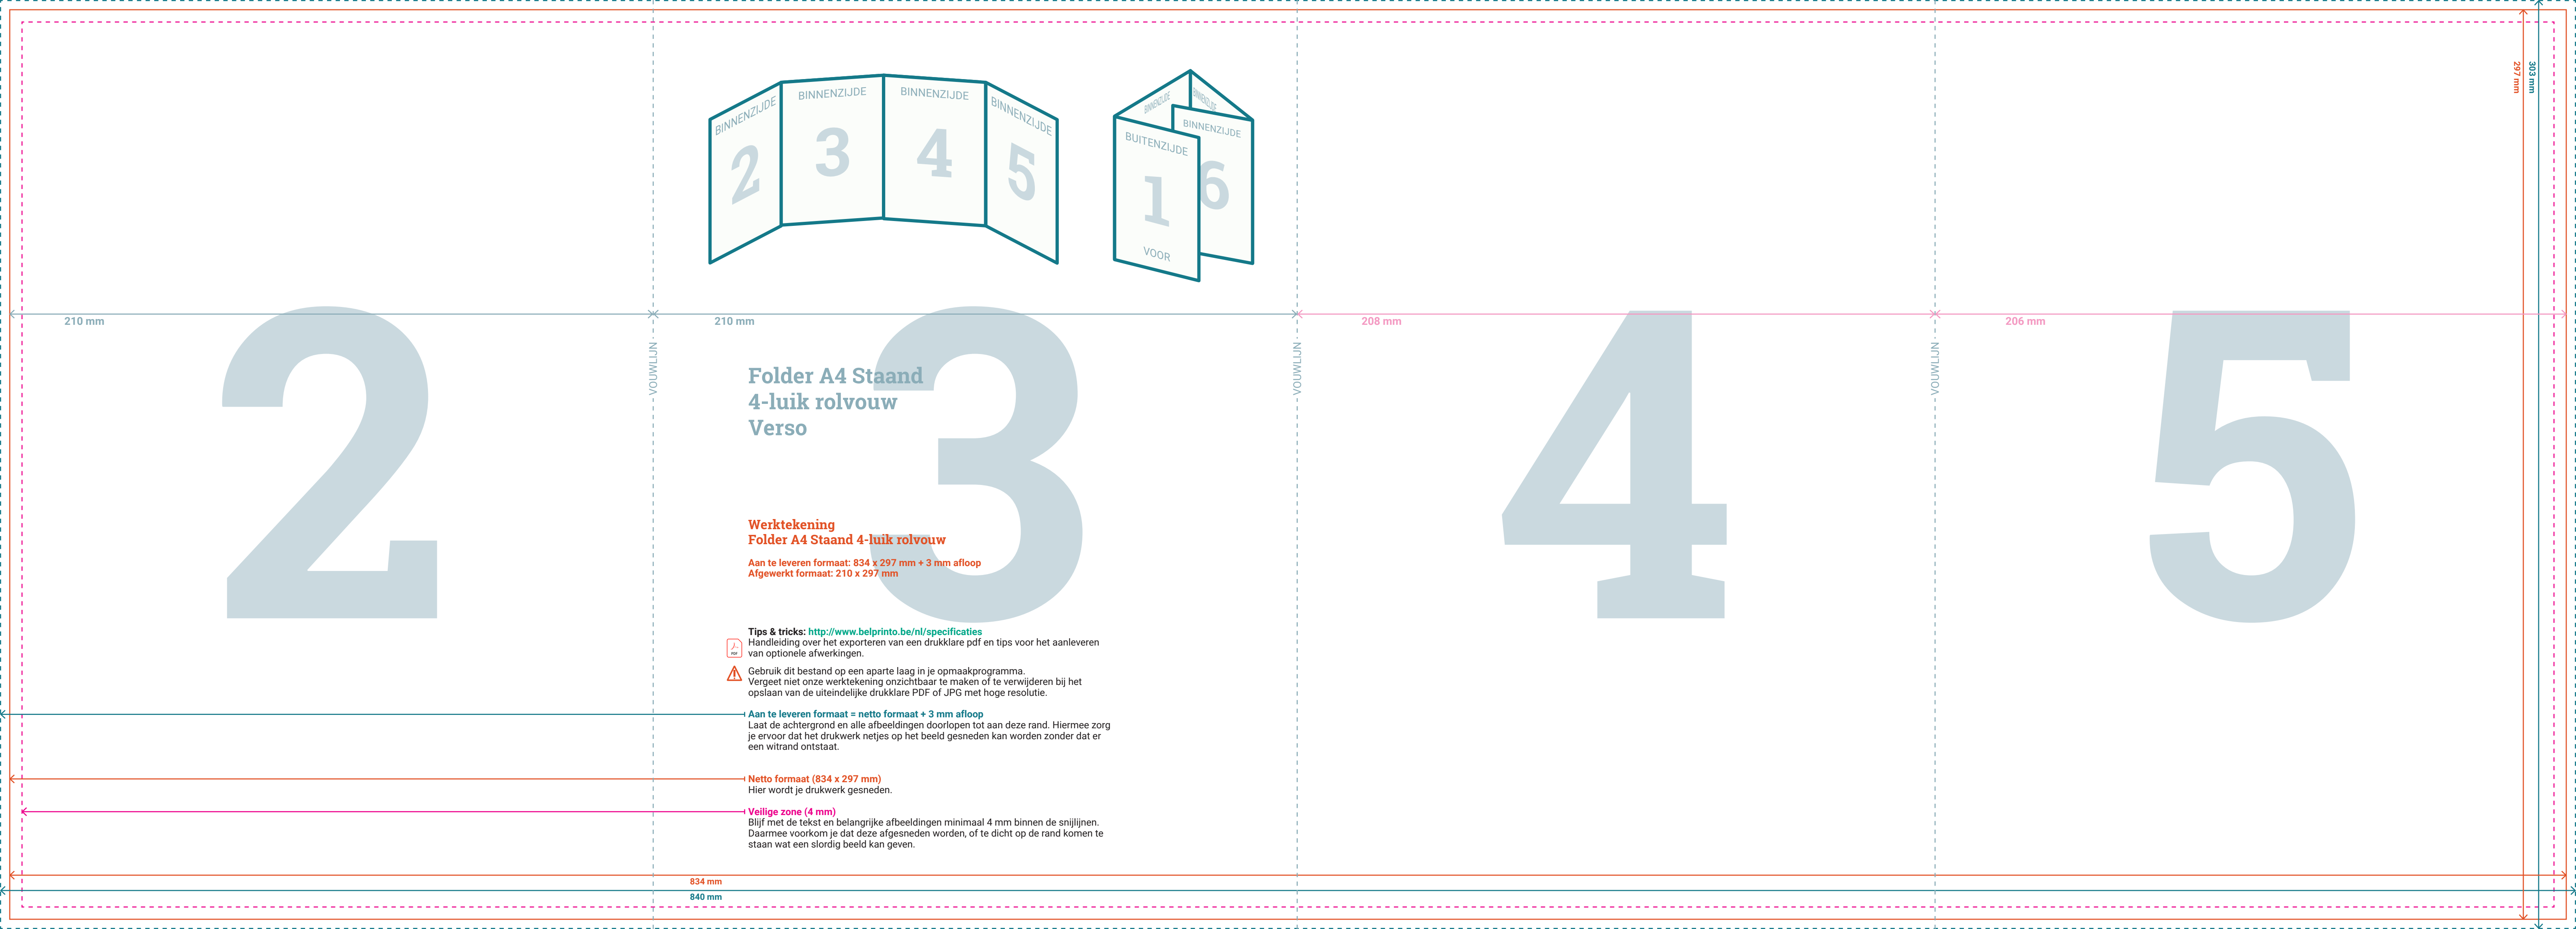 BINNENZIJDE
2
BINNENZIJDE
3
BINNENZIJDE
4
BINNENZIJDE
5
BINNENZIJDE
BINNENZIJDE
BUITENZIJDE
1
VOOR
BINNENZIJDE
6
297 mm
303 mm
210 mm
210 mm
208 mm
206 mm
2
3
4
5
VOUWLIJN
VOUWLIJN
VOUWLIJN
Folder A4 Staand
4-luik rolvouw
Verso
Werktekening
Folder A4 Staand 4-luik rolvouw
Aan te leveren formaat: 834 x 297 mm + 3 mm afloop
Afgewerkt formaat: 210 x 297 mm
Tips & tricks: http://www.belprinto.be/nl/specificaties
PDF
Handleiding over het exporteren van een drukklare pdf en tips voor het aanleveren
van optionele afwerkingen.
Gebruik dit bestand op een aparte laag in je opmaakprogramma.
Vergeet niet onze werktekening onzichtbaar te maken of te verwijderen bij het
opslaan van de uiteindelijke drukklare PDF of JPG met hoge resolutie.
Aan te leveren formaat = netto formaat + 3 mm afloop
Laat de achtergrond en alle afbeeldingen doorlopen tot aan deze rand. Hiermee zorg
je ervoor dat het drukwerk netjes op het beeld gesneden kan worden zonder dat er
een witrand ontstaat.
Netto formaat (834 x 297 mm)
Hier wordt je drukwerk gesneden.
Veilige zone (4 mm)
Blijf met de tekst en belangrijke afbeeldingen minimaal 4 mm binnen de snijlijnen.
Daarmee voorkom je dat deze afgesneden worden, of te dicht op de rand komen te
staan wat een slordig beeld kan geven.
834 mm
840 mm